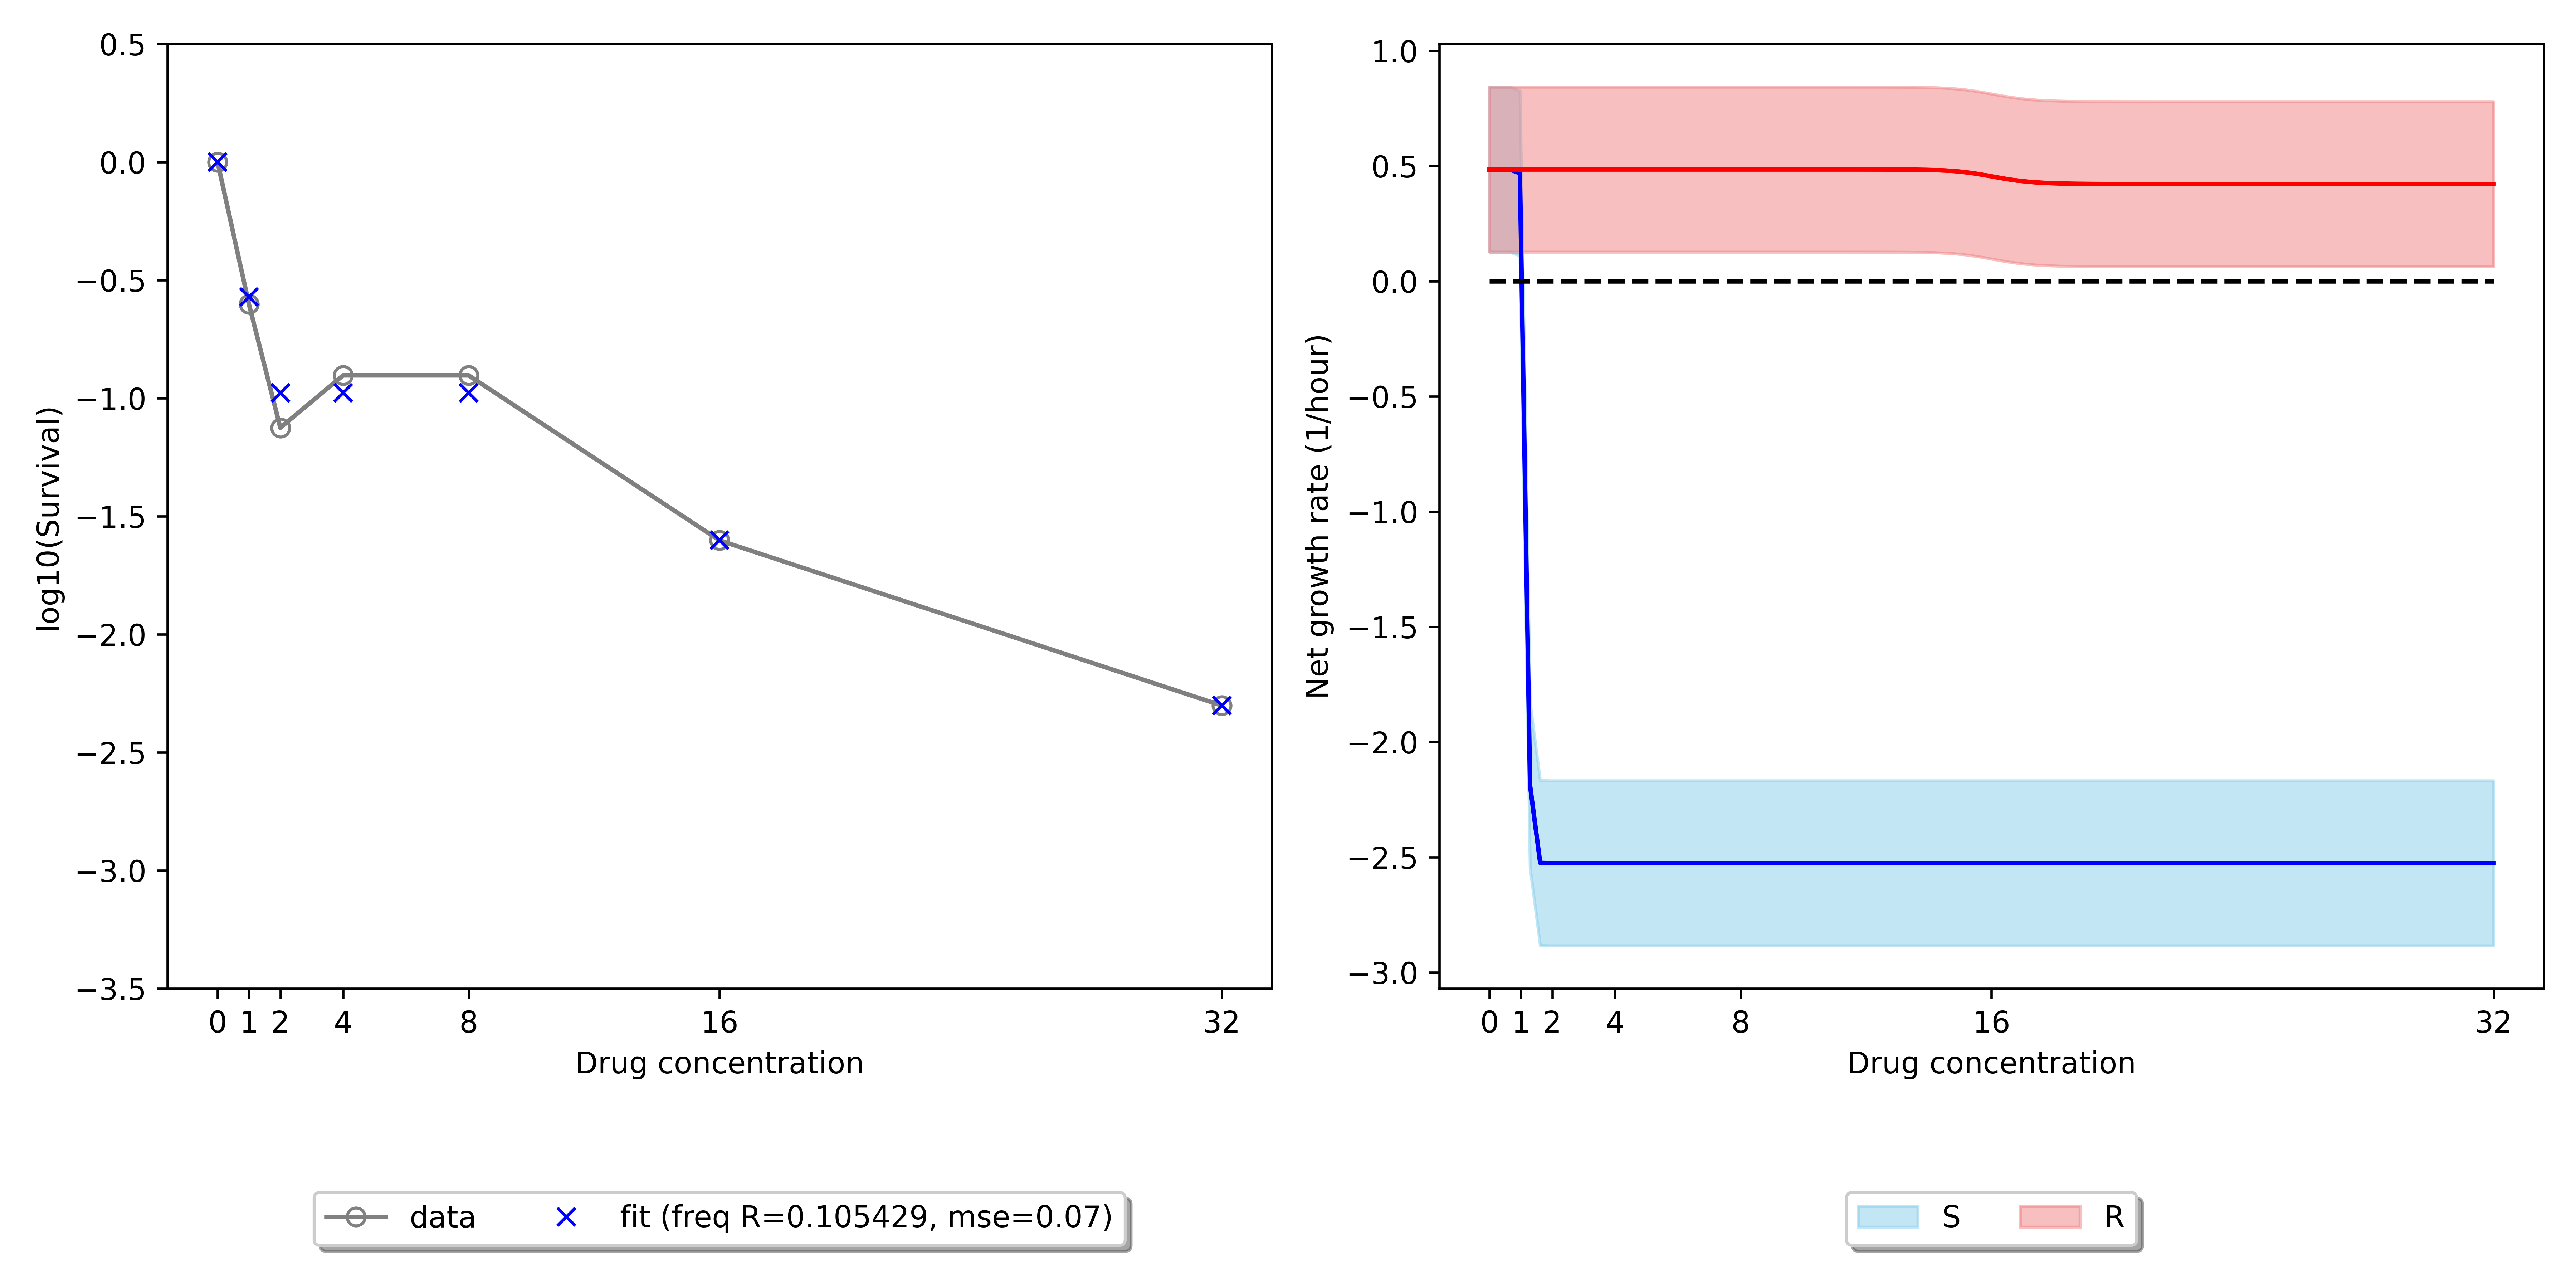 log10(Survival)
0.5
0.0
−0.5
−1.0
−1.5
−2.0
−2.5
−3.0
−3.5
0 1 2 4 8 16 32
Drug concentration
data fit (freq R=0.105429, mse=0.07)
Net growth rate (1/hour)
1.0
0.5
0.0
−0.5
−1.0
−1.5
−2.0
−2.5
−3.0
0 1 2 4 8 16 32
Drug concentration
S R